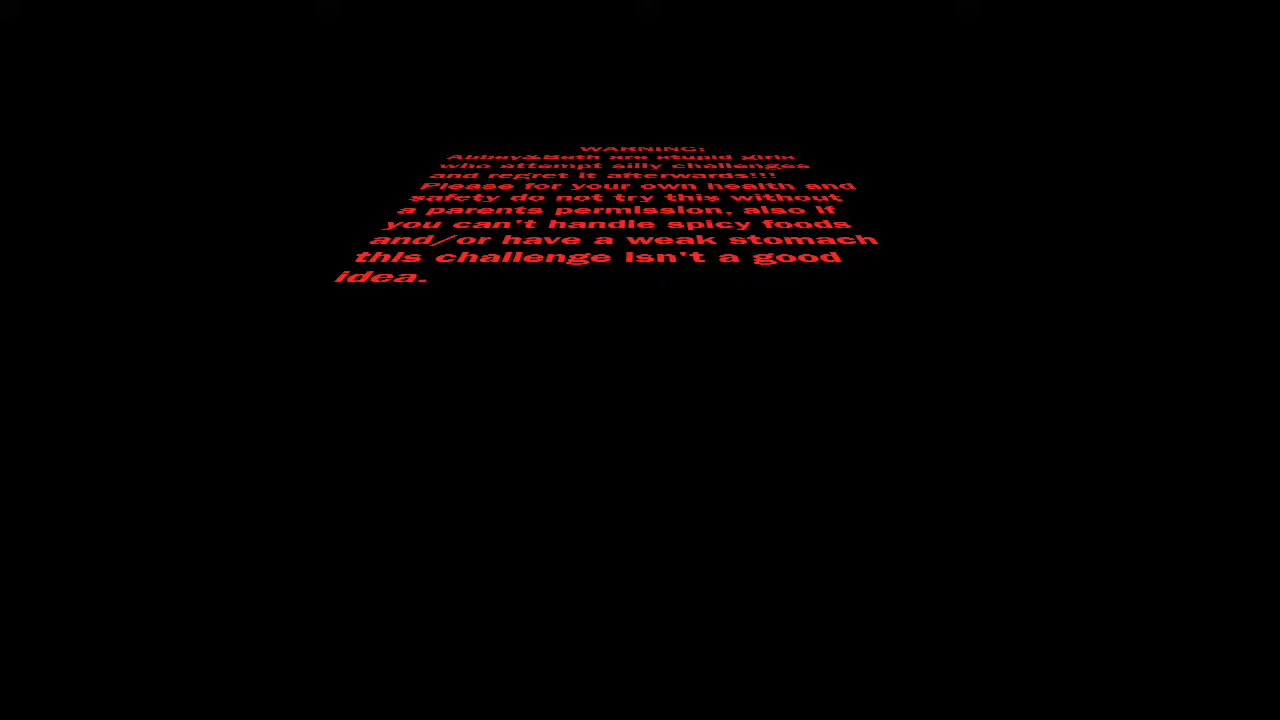 WARNING:
Abbey&Beth are stupid girls
who attempt silly challenges
and regret it afterwards!!!
Please for your own health and
safety do not try this without
a parents permission, also if
you can't handle spicy foods
and/or have a weak stomach
this challenge isn't a good
idea.